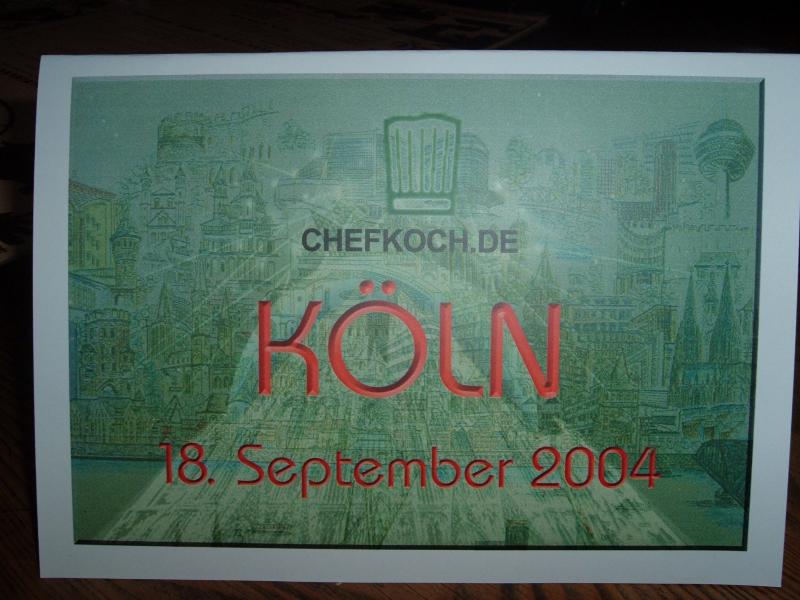 CHEFKOCH.DE
KÖLN
18. September 2004